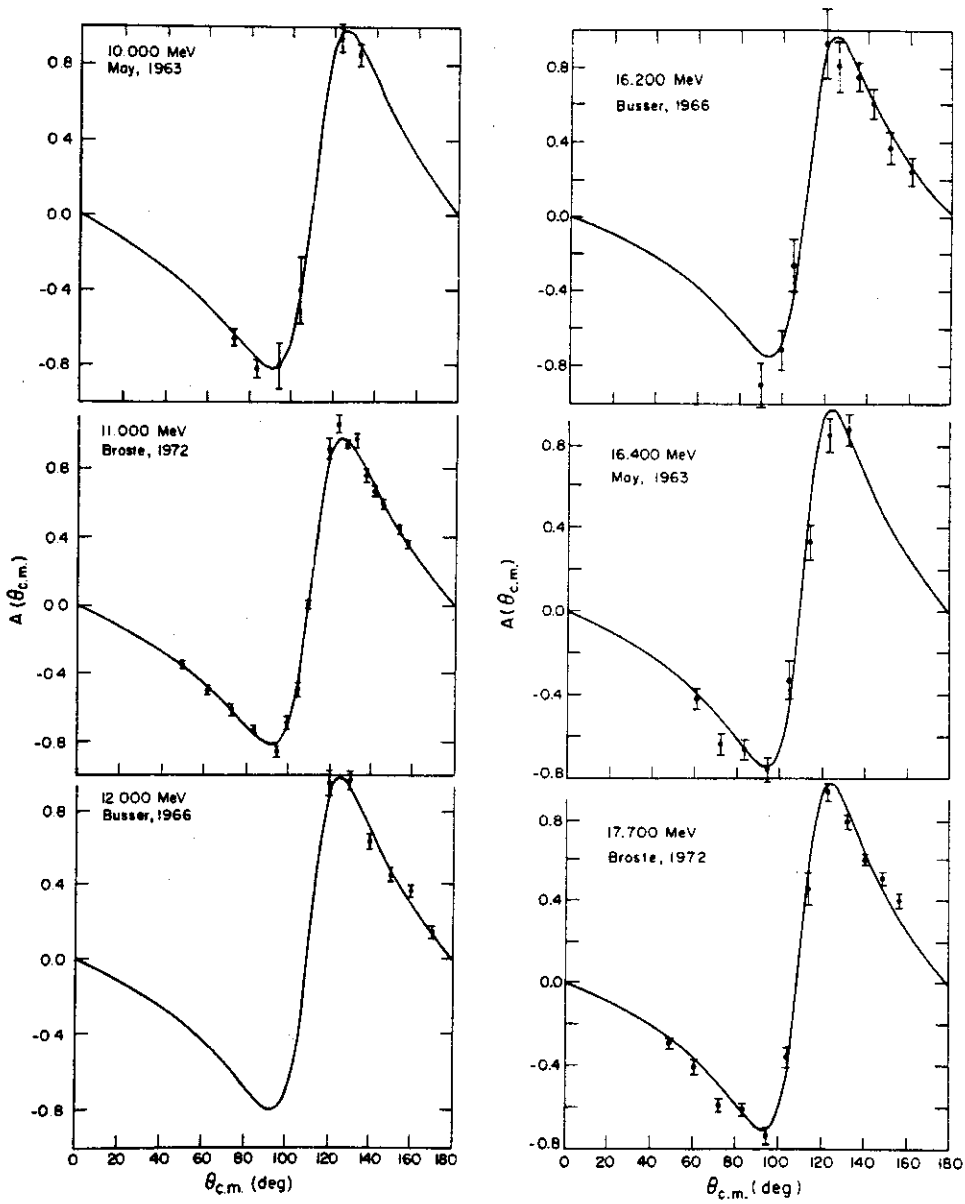 10.000 MeV
May, 1963
0.8
0.4
0.0
-0.4
-0.8
11.000 MeV
Broste, 1972
0.8
0.4
0.0
-0.4
-0.8
A (θc.m.)
12.000 MeV
Busser, 1966
0.8
0.4
0.0
-0.4
-0.8
0 20 40 60 80 100 120 140 160 180
θc.m. (deg)
16.200 MeV
Busser, 1966
0.8
0.4
0.0
-0.4
-0.8
16.400 MeV
May, 1963
0.8
0.4
0.0
-0.4
-0.8
A (θc.m.)
17.700 MeV
Broste, 1972
0.8
0.4
0.0
-0.4
-0.8
0 20 40 60 80 100 120 140 160 180
θc.m. (deg)